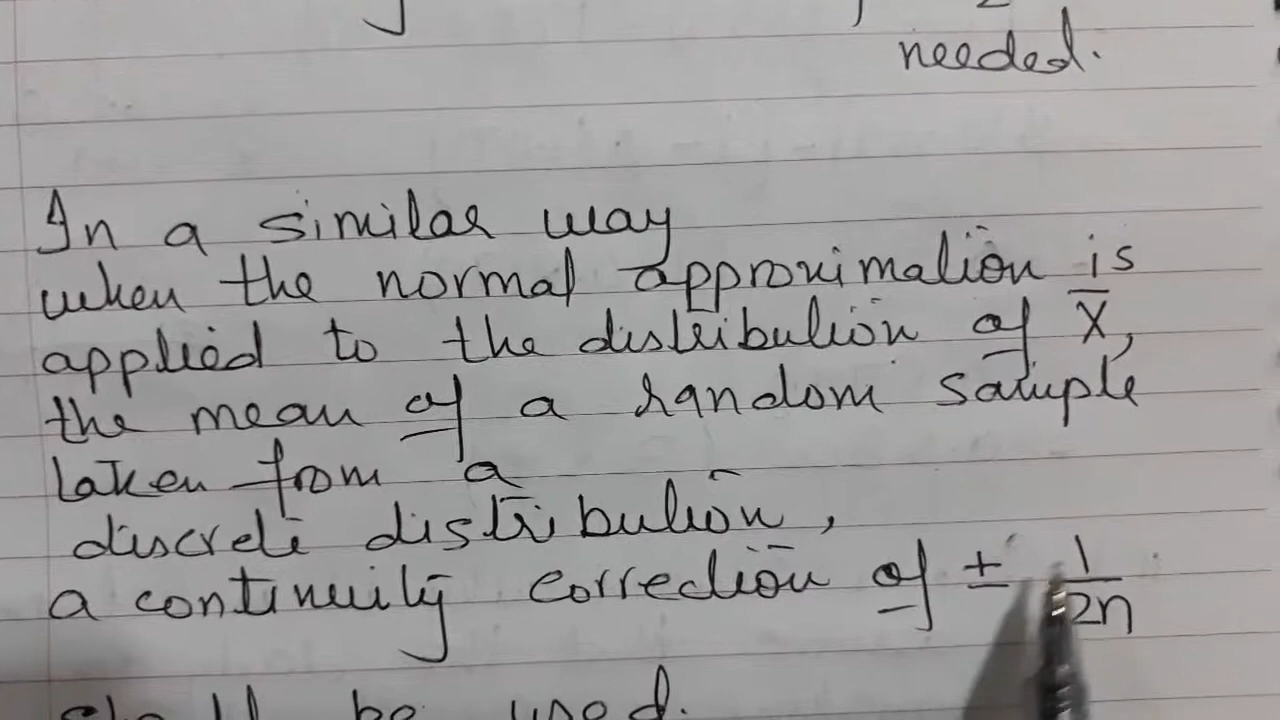 needed.
In a similar way
when the normal approximation is
applied to the distribution of X̄,
the mean of a random sample
taken from a
discrete distribution,
a continuity correction of ± 1/2n
be used.